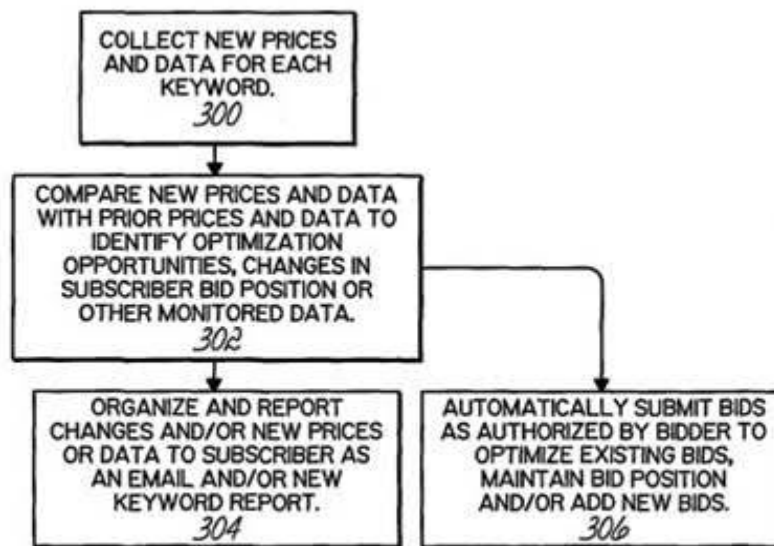 COLLECT NEW PRICES
AND DATA FOR EACH
KEYWORD.
300
COMPARE NEW PRICES AND DATA
WITH PRIOR PRICES AND DATA TO
IDENTIFY OPTIMIZATION
OPPORTUNITIES, CHANGES IN
SUBSCRIBER BID POSITION OR
OTHER MONITORED DATA.
302
ORGANIZE AND REPORT
CHANGES AND/OR NEW PRICES
OR DATA TO SUBSCRIBER AS
AN EMAIL AND/OR NEW
KEYWORD REPORT.
304
AUTOMATICALLY SUBMIT BIDS
AS AUTHORIZED BY BIDDER TO
OPTIMIZE EXISTING BIDS,
MAINTAIN BID POSITION
AND/OR ADD NEW BIDS.
306